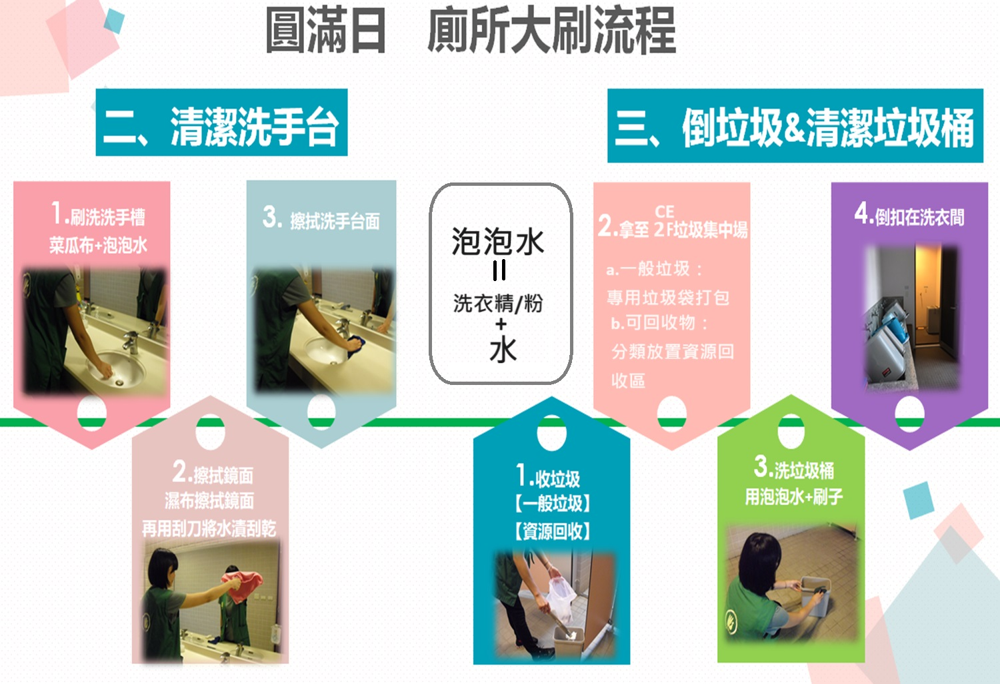 圓滿日 廁所大刷流程
二、清潔洗手台
1.刷洗洗手槽
菜瓜布+泡泡水
2.擦拭鏡面
濕布擦拭鏡面
再用刮刀將水漬刮乾
3. 擦拭洗手台面
泡泡水
=
洗衣精/粉
+
水
三、倒垃圾&清潔垃圾桶
1.收垃圾
【一般垃圾】
【資源回收】
CE
2.拿至 2F垃圾集中場
a.一般垃圾：
專用垃圾袋打包
b.可回收物：
分類放置資源回
收區
3.洗垃圾桶
用泡泡水+刷子
4.倒扣在洗衣間